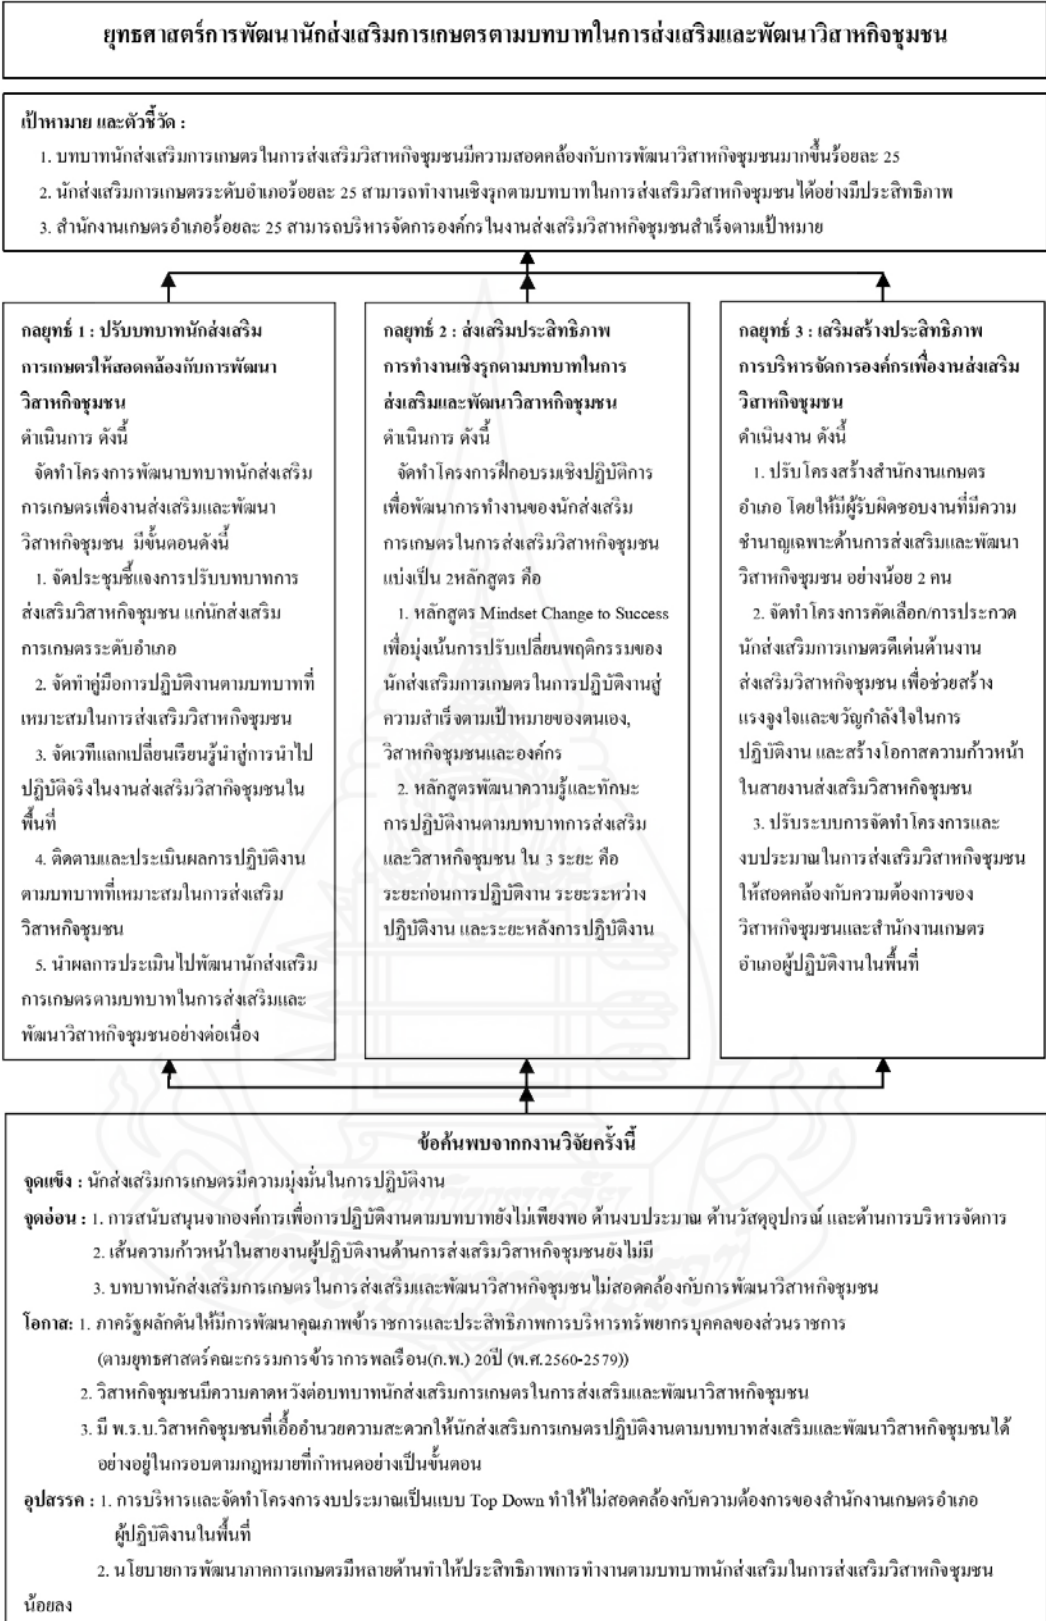 ยุทธศาสตร์การพัฒนานักส่งเสริมการเกษตรตามบทบาทในการส่งเสริมและพัฒนาวิสาหกิจชุมชน
เป้าหามาย และตัวชี้วัด :
1. บทบาทนักส่งเสริมการเกษตรในการส่งเสริมวิสาหกิจชุมชนมีความสอดคล้องกับการพัฒนาวิสาหกิจชุมชนมากขึ้นร้อยละ 25
2. นักส่งเสริมการเกษตรระดับอำเภอร้อยละ 25 สามารถทำงานเชิงรุกตามบทบาทในการส่งเสริมวิสาหกิจชุมชนได้อย่างมีประสิทธิภาพ
3. สำนักงานเกษตรอำเภอร้อยละ 25 สามารถบริหารจัดการองค์กรในงานส่งเสริมวิสาหกิจชุมชนสำเร็จตามเป้าหมาย
กลยุทธ์ 1 : ปรับบทบาทนักส่งเสริม
การเกษตรให้สอดคล้องกับการพัฒนา
วิสาหกิจชุมชน
ดำเนินการ ดังนี้
จัดทำโครงการพัฒนาบทบาทนักส่งเสริม
การเกษตรเพื่องานส่งเสริมและพัฒนา
วิสาหกิจชุมชน มีขั้นตอนดังนี้
1. จัดประชุมชี้แจงการปรับบทบาทการ
ส่งเสริมวิสาหกิจชุมชน แก่นักส่งเสริม
การเกษตรระดับอำเภอ
2. จัดทำคู่มือการปฏิบัติงานตามบทบาทที่
เหมาะสมในการส่งเสริมวิสาหกิจชุมชน
3. จัดเวทีแลกเปลี่ยนเรียนรู้นำสู่การนำไป
ปฏิบัติจริงในงานส่งเสริมวิสากิจชุมชนใน
พื้นที่
4. ติดตามและประเมินผลการปฏิบัติงาน
ตามบทบาทที่เหมาะสมในการส่งเสริม
วิสาหกิจชุมชน
5. นำผลการประเมินไปพัฒนานักส่งเสริม
การเกษตรตามบทบาทในการส่งเสริมและ
พัฒนาวิสาหกิจชุมชนอย่างต่อเนื่อง
กลยุทธ์ 2 : ส่งเสริมประสิทธิภาพ
การทำงานเชิงรุกตามบทบาทในการ
ส่งเสริมและพัฒนาวิสาหกิจชุมชน
ดำเนินการ ดังนี้
จัดทำโครงการฝึกอบรมเชิงปฏิบัติการ
เพื่อพัฒนาการทำงานของนักส่งเสริม
การเกษตรในการส่งเสริมวิสาหกิจชุมชน
แบ่งเป็น 2หลักสูตร คือ
1. หลักสูตร Mindset Change to Success
เพื่อมุ่งเน้นการปรับเปลี่ยนพฤติกรรมของ
นักส่งเสริมการเกษตรในการปฏิบัติงานสู่
ความสำเร็จตามเป้าหมายของตนเอง,
วิสาหกิจชุมชนและองค์กร
2. หลักสูตรพัฒนาความรู้และทักษะ
การปฏิบัติงานตามบทบาทการส่งเสริม
และวิสาหกิจชุมชน ใน 3 ระยะ คือ
ระยะก่อนการปฏิบัติงาน ระยะระหว่าง
ปฏิบัติงาน และระยะหลังการปฏิบัติงาน
กลยุทธ์ 3 : เสริมสร้างประสิทธิภาพ
การบริหารจัดการองค์กรเพื่องานส่งเสริม
วิสาหกิจชุมชน
ดำเนินงาน ดังนี้
1. ปรับโครงสร้างสำนักงานเกษตร
อำเภอ โดยให้มีผู้รับผิดชอบงานที่มีความ
ชำนาญเฉพาะด้านการส่งเสริมและพัฒนา
วิสาหกิจชุมชน อย่างน้อย 2 คน
2. จัดทำโครงการคัดเลือก/การประกวด
นักส่งเสริมการเกษตรดีเด่นด้านงาน
ส่งเสริมวิสาหกิจชุมชน เพื่อช่วยสร้าง
แรงจูงใจและขวัญกำลังใจในการ
ปฏิบัติงาน และสร้างโอกาสความก้าวหน้า
ในสายงานส่งเสริมวิสาหกิจชุมชน
3. ปรับระบบการจัดทำโครงการและ
งบประมาณในการส่งเสริมวิสาหกิจชุมชน
ให้สอดคล้องกับความต้องการของ
วิสาหกิจชุมชนและสำนักงานเกษตร
อำเภอผู้ปฏิบัติงานในพื้นที่
ข้อค้นพบจากกงานวิจัยครั้งนี้
จุดแข็ง : นักส่งเสริมการเกษตรมีความมุ่งมั่นในการปฏิบัติงาน
จุดอ่อน : 1. การสนับสนุนจากองค์การเพื่อการปฏิบัติงานตามบทบาทยังไม่เพียงพอ ด้านงบประมาณ ด้านวัสดุอุปกรณ์ และด้านการบริหารจัดการ
2. เส้นความก้าวหน้าในสายงานผู้ปฏิบัติงานด้านการส่งเสริมวิสาหกิจชุมชนยังไม่มี
3. บทบาทนักส่งเสริมการเกษตรในการส่งเสริมและพัฒนาวิสาหกิจชุมชนไม่สอดคล้องกับการพัฒนาวิสาหกิจชุมชน
โอกาส: 1. ภาครัฐผลักดันให้มีการพัฒนาคุณภาพข้าราชการและประสิทธิภาพการบริหารทรัพยากรบุคคลของส่วนราชการ
(ตามยุทธศาสตร์คณะกรรมการข้าราการพลเรือน(ก.พ.) 20ปี (พ.ศ.2560-2579))
2. วิสาหกิจชุมชนมีความคาดหวังต่อบทบาทนักส่งเสริมการเกษตรในการส่งเสริมและพัฒนาวิสาหกิจชุมชน
3. มี พ.ร.บ.วิสาหกิจชุมชนที่เอื้ออำนวยความสะดวกให้นักส่งเสริมการเกษตรปฏิบัติงานตามบทบาทส่งเสริมและพัฒนาวิสาหกิจชุมชนได้
อย่างอยู่ในกรอบตามกฎหมายที่กำหนดอย่างเป็นขั้นตอน
อุปสรรค : 1. การบริหารและจัดทำโครงการงบประมาณเป็นแบบ Top Down ทำให้ไม่สอดคล้องกับความต้องการของสำนักงานเกษตรอำเภอ
ผู้ปฏิบัติงานในพื้นที่
2. นโยบายการพัฒนาภาคการเกษตรมีหลายด้านทำให้ประสิทธิภาพการทำงานตามบทบาทนักส่งเสริมในการส่งเสริมวิสาหกิจชุมชน
น้อยลง